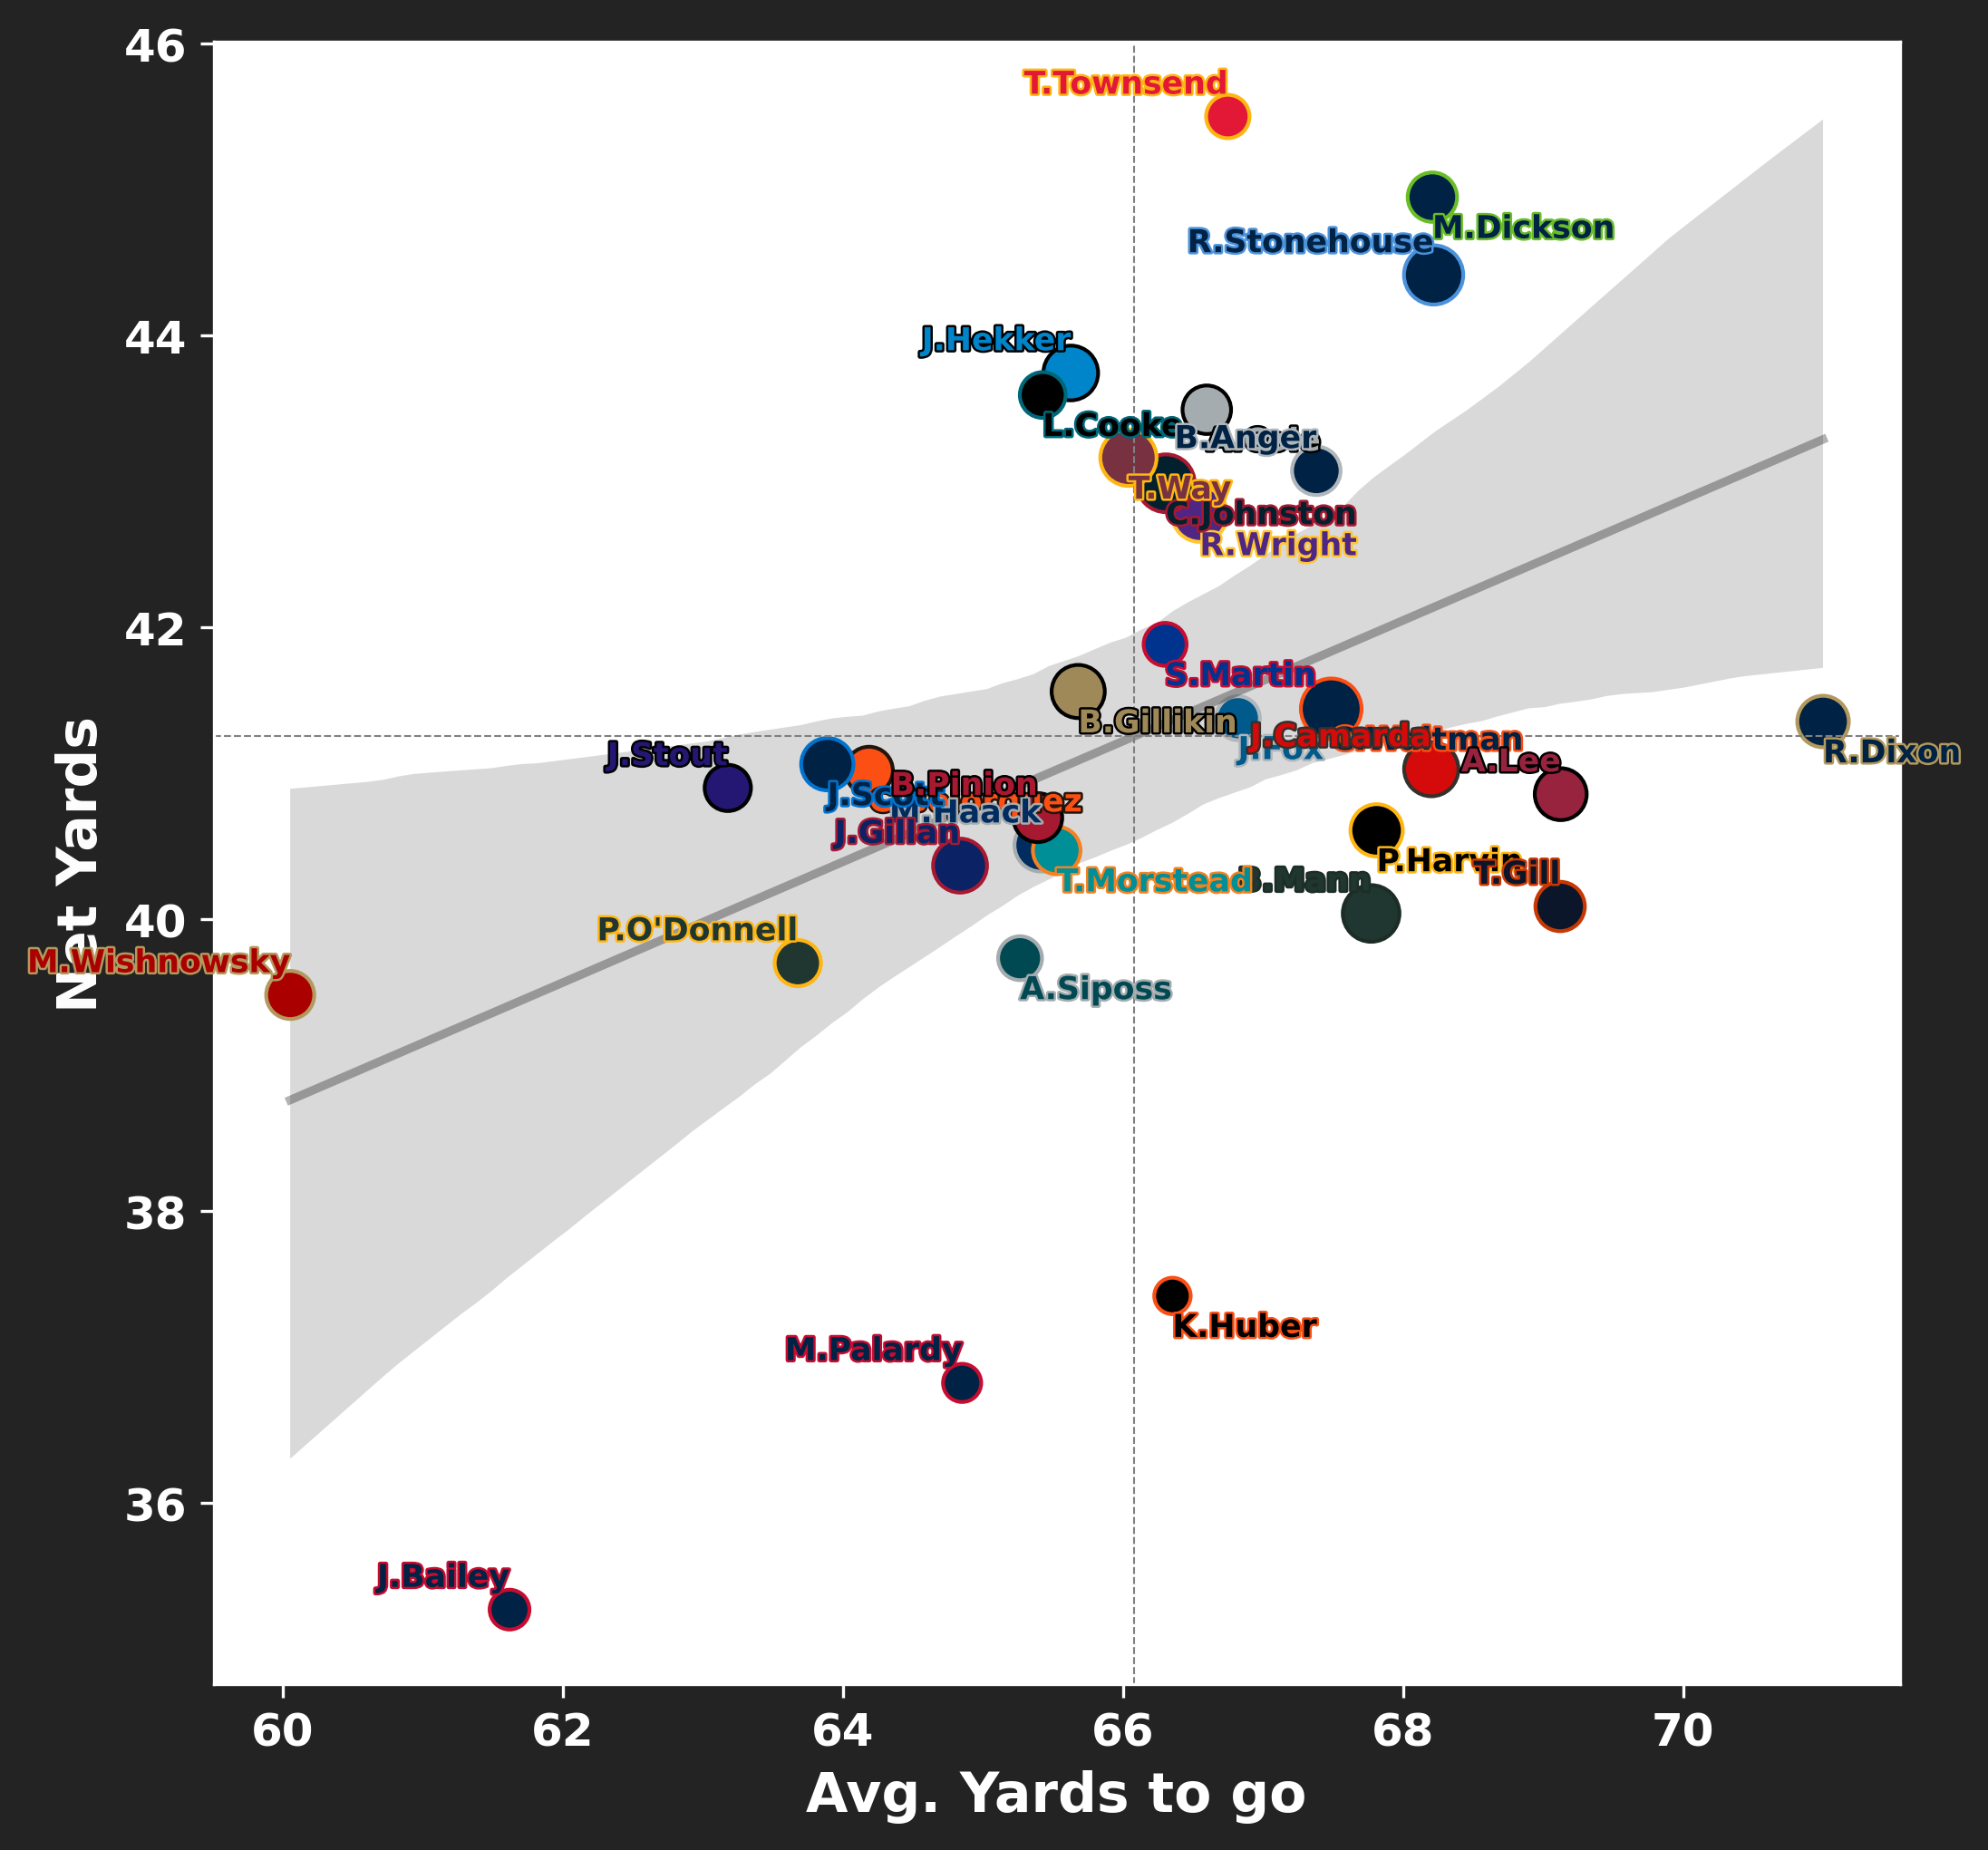 46
T.Townsend
M.Dickson
R.Stonehouse
44
J.Hekker
L.Cooke
B.Anger
T.Way
C.Johnston
R.Wright
42
S.Martin
B.Gillikin
J.Fox
J.Camarda
R.Dixon
A.Lee
J.Stout
B.Pinion
J.Scott
M.Haack
J.Gillan
P.Harvin
T.Gill
T.Morstead
B.Mann
40
P.O'Donnell
M.Wishnowsky
A.Siposs
Net Yards
38
K.Huber
M.Palardy
36
J.Bailey
60 62 64 66 68 70
Avg. Yards to go